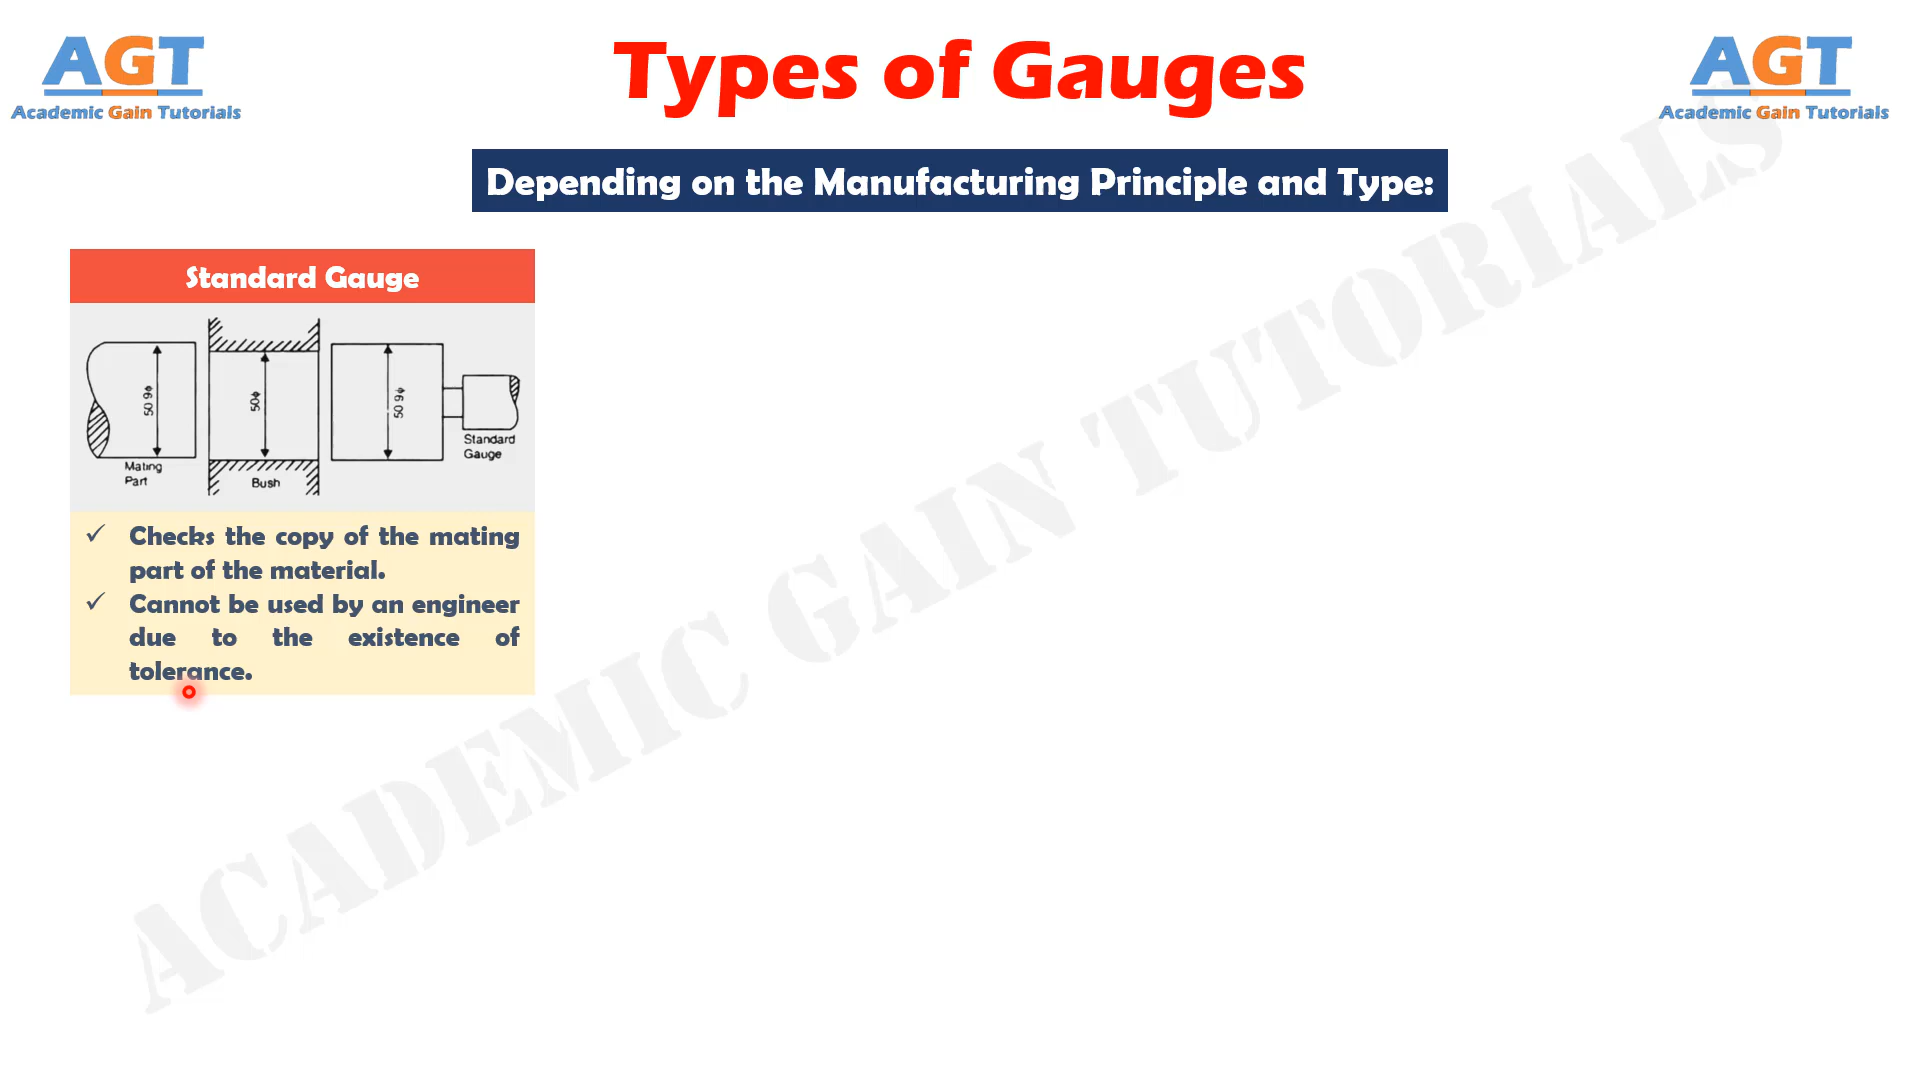 AGT
Academic Gain Tutorials
Types of Gauges
AGT
Academic Gain Tutorials
Depending on the Manufacturing Principle and Type:
Standard Gauge
50 9ϕ
50ϕ
50 9ϕ
Mating
Part
Bush
Standard
Gauge
✓ Checks the copy of the mating
part of the material.
✓ Cannot be used by an engineer
due to the existence of
tolerance.
ACADEMIC GAIN TUTORIALS